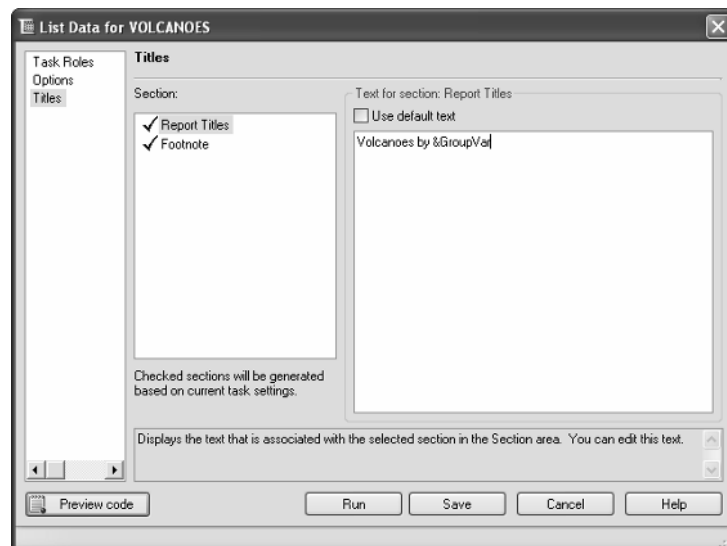 List Data for VOLCANOES
Task Roles
Options
Titles
Titles
Section:
Report Titles
Footnote
Checked sections will be generated
based on current task settings.
Text for section: Report Titles
Use default text
Volcanoes by &GroupVar
Displays the text that is associated with the selected section in the Section area. You can edit this text.
Preview code
Run
Save
Cancel
Help